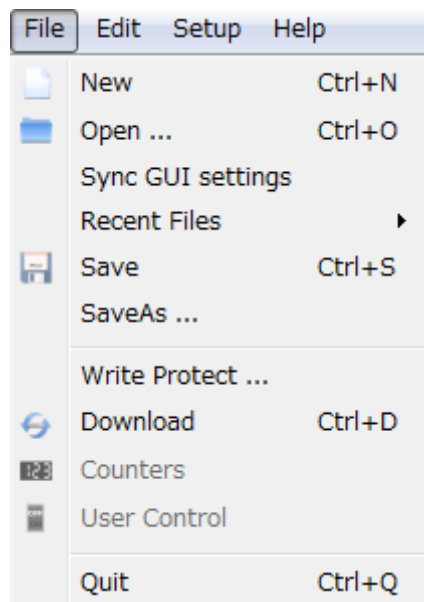 File Edit Setup Help
New Ctrl+N
Open ... Ctrl+O
Sync GUI settings
Recent Files
Save Ctrl+S
SaveAs ...
Write Protect ...
Download Ctrl+D
123 Counters
User Control
Quit Ctrl+Q